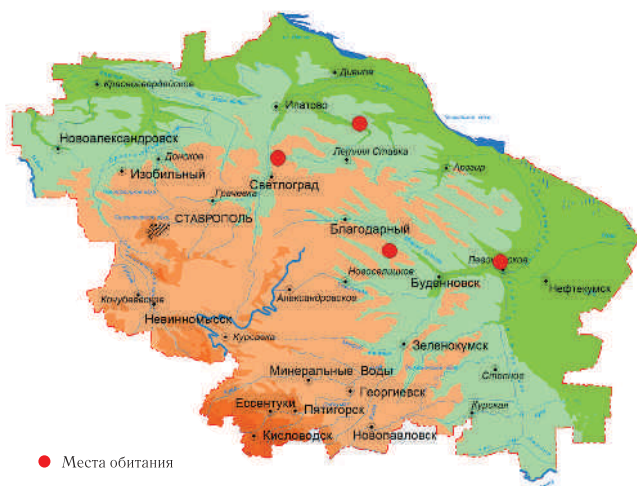 Дивное
Красногвардейское
Ипатово
Новоалександровск
Донское
Летняя Ставка
Изобильный
Арзгир
Светлоград
Грачевка
СТАВРОПОЛЬ
Благодарный
Левокумское
Новоселицкое
Буденновск
Нефтекумск
Кочубеевское
Александровское
Невинномысск
Курсавка
Зеленокумск
Минеральные Воды
Степное
Георгиевск
Ессентуки
Пятигорск
Курская
Кисловодск
Новопавловск
Места обитания